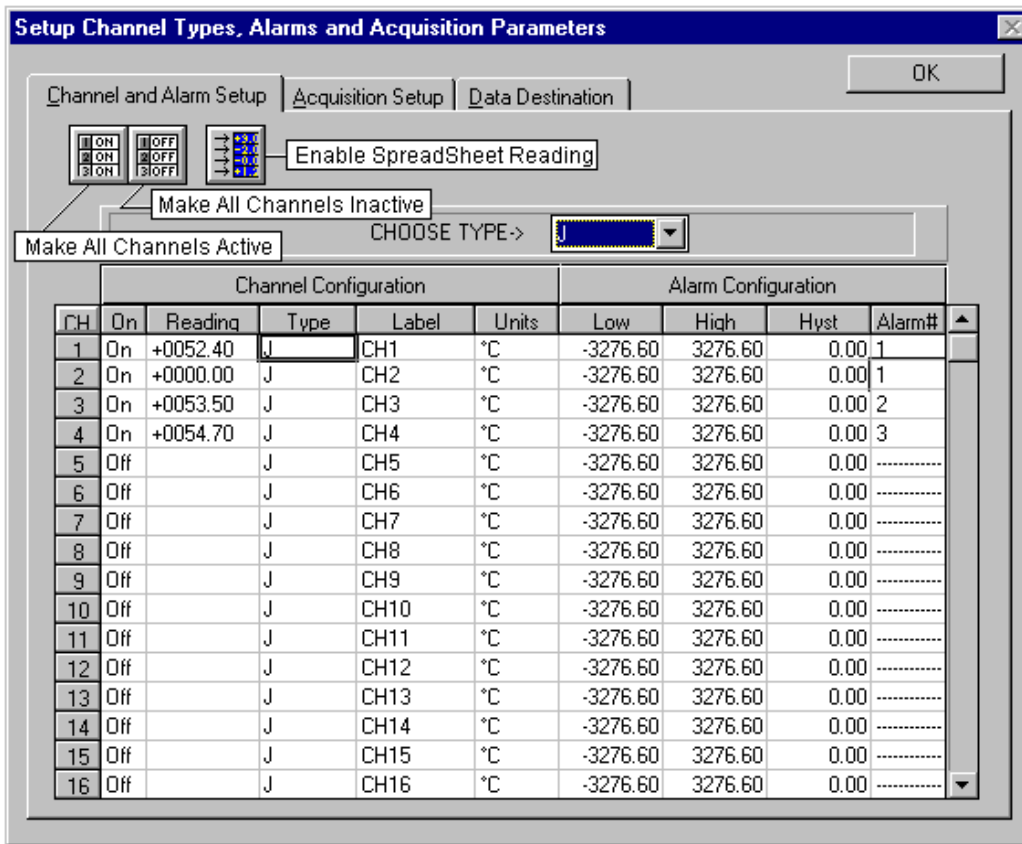 Setup Channel Types, Alarms and Acquisition Parameters
OK
Channel and Alarm Setup Acquisition Setup Data Destination
1 ON 1 OFF
2 ON 2 OFF
3 ON 3 OFF
Enable SpreadSheet Reading
Make All Channels Inactive
Make All Channels Active
CHOOSE TYPE-> J
Channel Configuration Alarm Configuration
CH On Reading Type Label Units Low High Hyst Alarm#
1 On +0052.40 J CH1 °C -3276.60 3276.60 0.00 1
2 On +0000.00 J CH2 °C -3276.60 3276.60 0.00 1
3 On +0053.50 J CH3 °C -3276.60 3276.60 0.00 2
4 On +0054.70 J CH4 °C -3276.60 3276.60 0.00 3
5 Off J CH5 °C -3276.60 3276.60 0.00 ------------
6 Off J CH6 °C -3276.60 3276.60 0.00 ------------
7 Off J CH7 °C -3276.60 3276.60 0.00 ------------
8 Off J CH8 °C -3276.60 3276.60 0.00 ------------
9 Off J CH9 °C -3276.60 3276.60 0.00 ------------
10 Off J CH10 °C -3276.60 3276.60 0.00 ------------
11 Off J CH11 °C -3276.60 3276.60 0.00 ------------
12 Off J CH12 °C -3276.60 3276.60 0.00 ------------
13 Off J CH13 °C -3276.60 3276.60 0.00 ------------
14 Off J CH14 °C -3276.60 3276.60 0.00 ------------
15 Off J CH15 °C -3276.60 3276.60 0.00 ------------
16 Off J CH16 °C -3276.60 3276.60 0.00 ------------